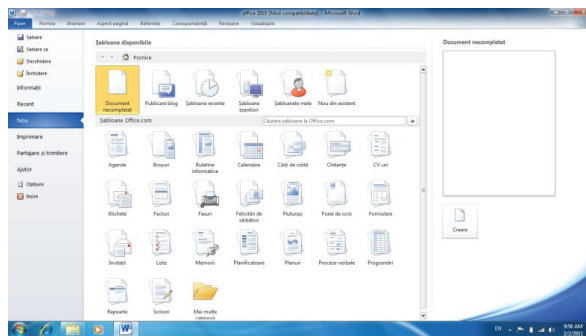 office 2010 [Mod compatibilitate] - Microsoft Word
Fișier Pornire Inserare Aspect pagină Referințe Corespondență Revizuire Vizualizare
Salvare
Salvare ca
Deschidere
Închidere
Informații
Recent
Nou
Imprimare
Partajare și trimitere
Ajutor
Opțiuni
Ieșire
Șabloane disponibile
Pornire
Document necompletat
Publicare blog
Șabloane recente
Șabloane eșantion
Șabloanele mele
Nou din existent
Șabloane Office.com
Căutare șabloane la Office.com
Agende
Broșuri
Buletine informative
Calendare
Cărți de vizită
Chitanțe
CV-uri
Etichete
Facturi
Faxuri
Felicitări de sărbători
Fluturași
Foaie de scris
Formulare
Invitații
Liste
Memorii
Planificatoare
Planuri
Procese-verbale
Programări
Rapoarte
Scrisori
Mai multe categorii
Document necompletat
Creare
EN
9:56 AM
2/2/2011